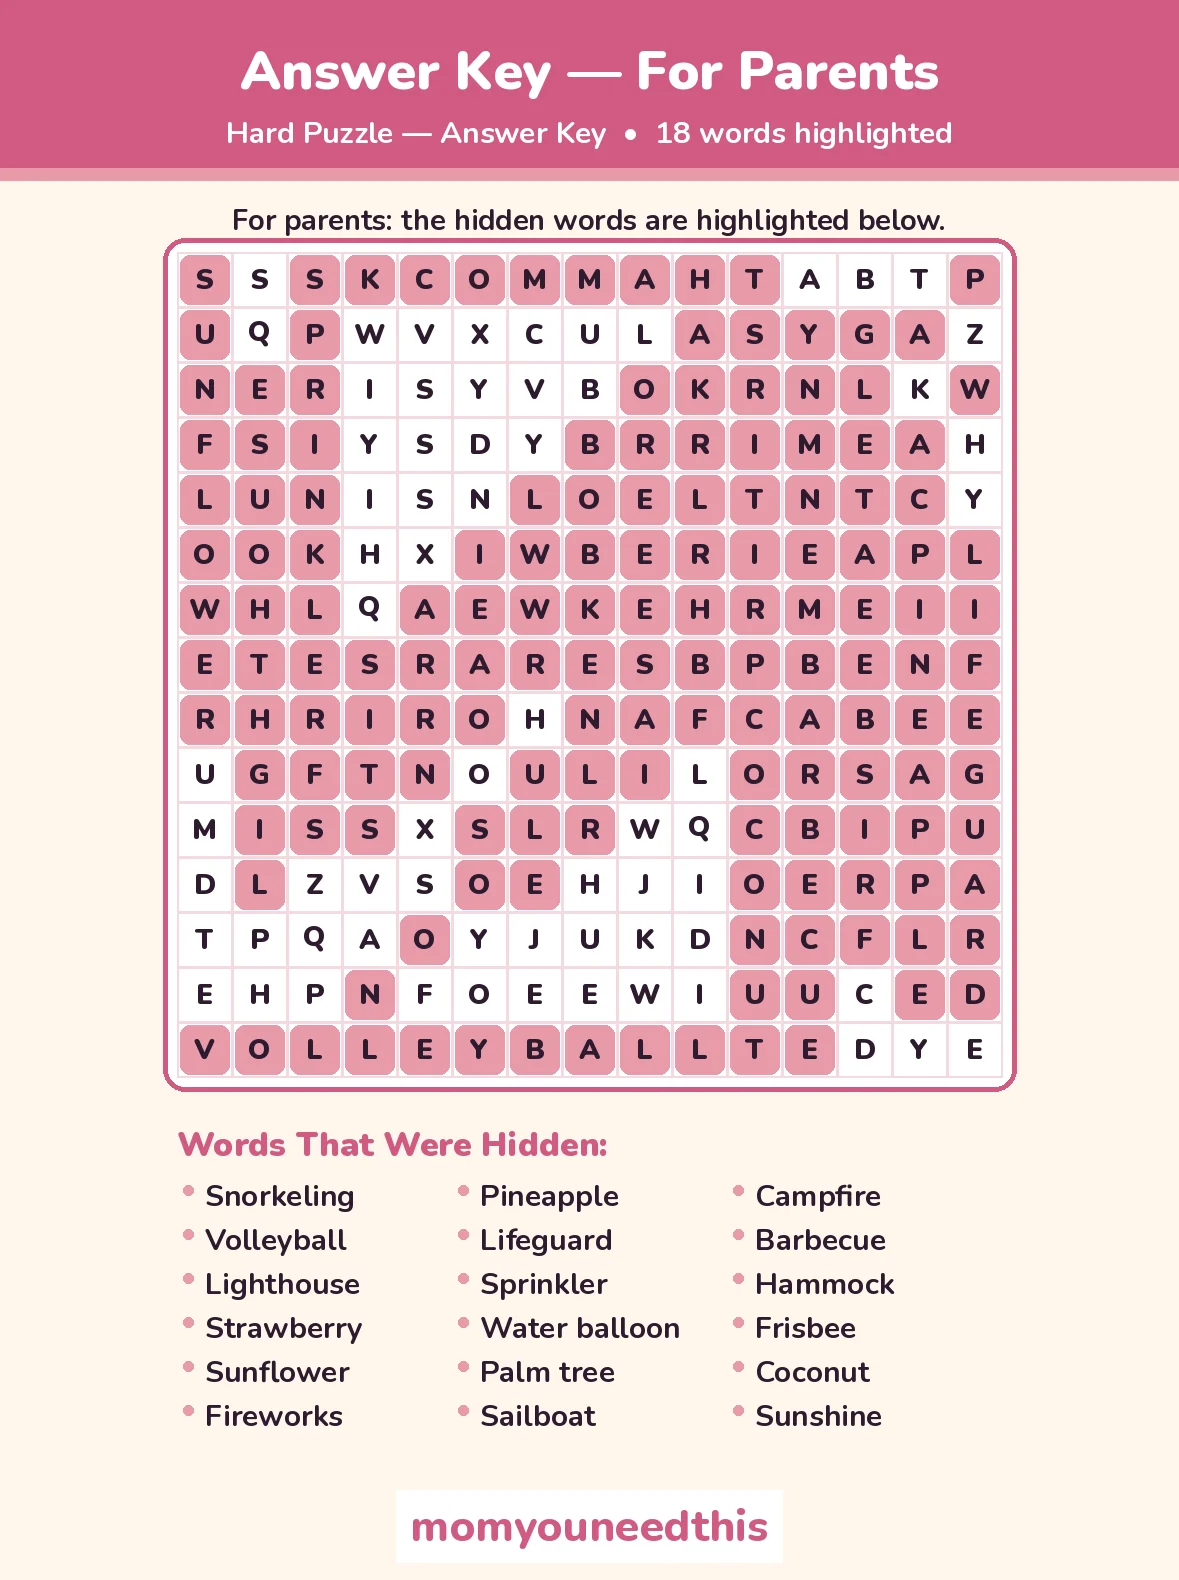 Answer Key — For Parents
Hard Puzzle — Answer Key • 18 words highlighted
For parents: the hidden words are highlighted below.
S S S K C O M M A H T A B T P
U Q P W V X C U L A S Y G A Z
N E R I S Y V B O K R N L K W
F S I Y S D Y B R R I M E A H
L U N I S N L O E L T N T C Y
O O K H X I W B E R I E A P L
W H L Q A E W K E H R M E I I
E T E S R A R E S B P B E N F
R H R I R O H N A F C A B E E
U G F T N O U L I L O R S A G
M I S S X S L R W Q C B I P U
D L Z V S O E H J I O E R P A
T P Q A O Y J U K D N C F L R
E H P N F O E E W I U U C E D
V O L L E Y B A L L T E D Y E
Words That Were Hidden:
• Snorkeling
• Volleyball
• Lighthouse
• Strawberry
• Sunflower
• Fireworks
• Pineapple
• Lifeguard
• Sprinkler
• Water balloon
• Palm tree
• Sailboat
• Campfire
• Barbecue
• Hammock
• Frisbee
• Coconut
• Sunshine
momyouneedthis